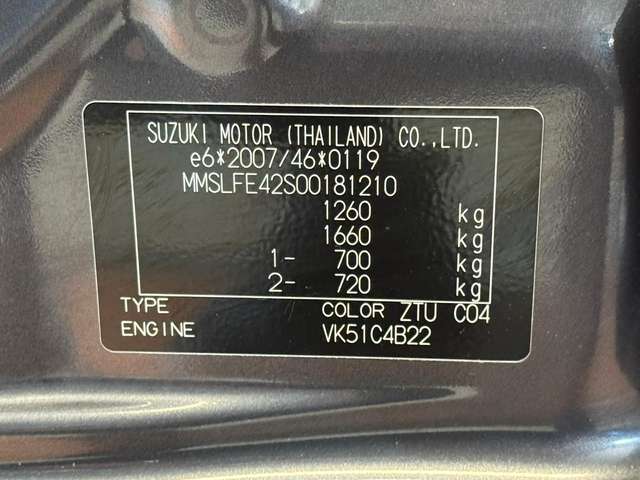 SUZUKI MOTOR (THAILAND) CO.,LTD.
e6*2007/46*0119
MMSLFE42S00181210
1260 kg
1660 kg
1- 700 kg
2- 720 kg
TYPE COLOR ZTU C04
ENGINE VK51C4B22